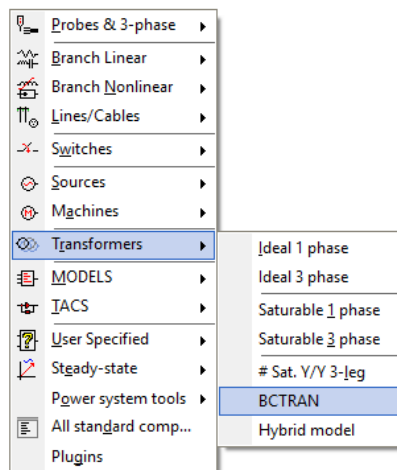 Probes & 3-phase
Branch Linear
Branch Nonlinear
Lines/Cables
Switches
Sources
Machines
Transformers
MODELS
TACS
User Specified
Steady-state
Power system tools
All standard comp...
Plugins
Ideal 1 phase
Ideal 3 phase
Saturable 1 phase
Saturable 3 phase
# Sat. Y/Y 3-leg
BCTRAN
Hybrid model